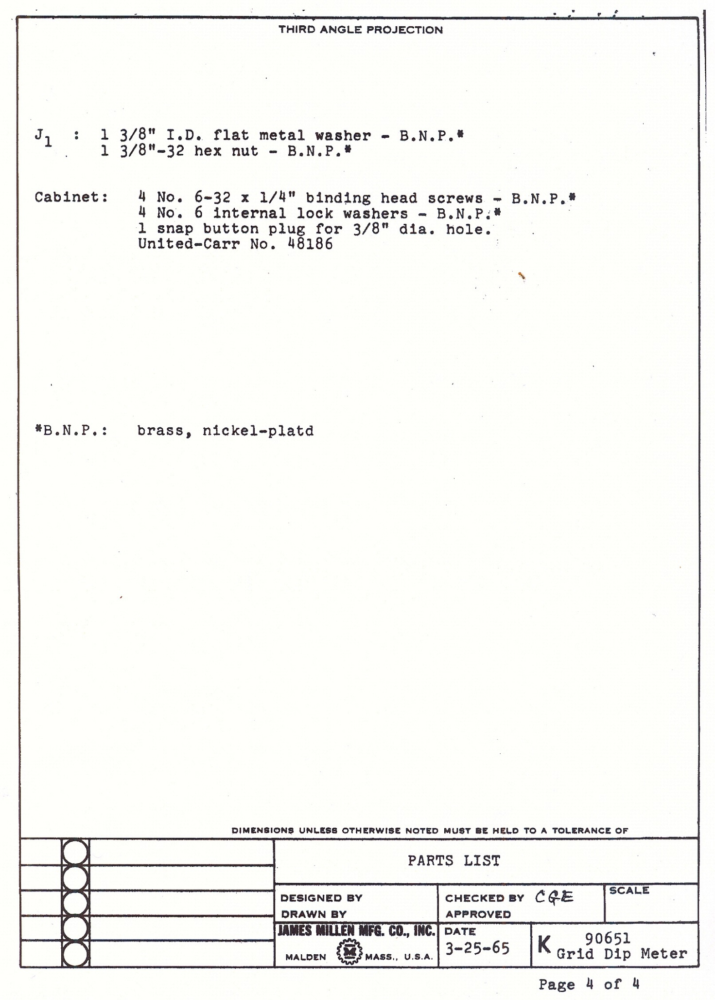 THIRD ANGLE PROJECTION
J1 : 1 3/8" I.D. flat metal washer - B.N.P.*
1 3/8"-32 hex nut - B.N.P.*
Cabinet: 4 No. 6-32 x 1/4" binding head screws - B.N.P.*
4 No. 6 internal lock washers - B.N.P.*
1 snap button plug for 3/8" dia. hole.
United-Carr No. 48186
*B.N.P.: brass, nickel-platd
DIMENSIONS UNLESS OTHERWISE NOTED MUST BE HELD TO A TOLERANCE OF
PARTS LIST
DESIGNED BY
DRAWN BY
CHECKED BY CGE
APPROVED
SCALE
JAMES MILLEN MFG. CO., INC.
MALDEN M MASS., U.S.A.
DATE
3-25-65
K 90651
Grid Dip Meter
Page 4 of 4